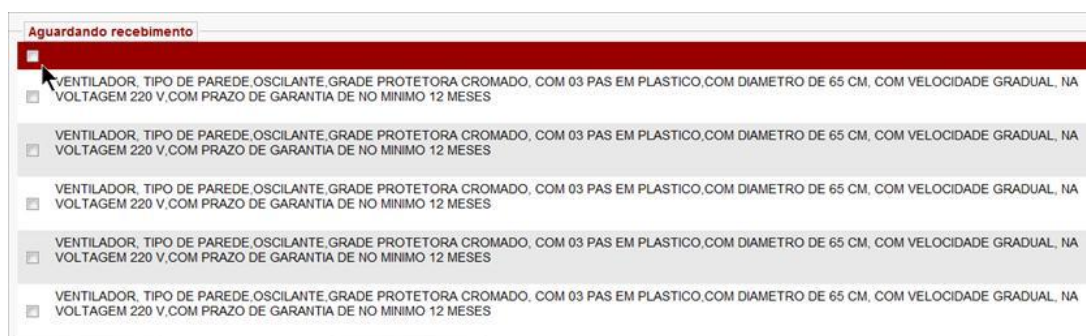 Aguardando recebimento
VENTILADOR, TIPO DE PAREDE,OSCILANTE,GRADE PROTETORA CROMADO, COM 03 PAS EM PLASTICO,COM DIAMETRO DE 65 CM, COM VELOCIDADE GRADUAL, NA
VOLTAGEM 220 V,COM PRAZO DE GARANTIA DE NO MINIMO 12 MESES
VENTILADOR, TIPO DE PAREDE,OSCILANTE,GRADE PROTETORA CROMADO, COM 03 PAS EM PLASTICO,COM DIAMETRO DE 65 CM, COM VELOCIDADE GRADUAL, NA
VOLTAGEM 220 V,COM PRAZO DE GARANTIA DE NO MINIMO 12 MESES
VENTILADOR, TIPO DE PAREDE,OSCILANTE,GRADE PROTETORA CROMADO, COM 03 PAS EM PLASTICO,COM DIAMETRO DE 65 CM, COM VELOCIDADE GRADUAL, NA
VOLTAGEM 220 V,COM PRAZO DE GARANTIA DE NO MINIMO 12 MESES
VENTILADOR, TIPO DE PAREDE,OSCILANTE,GRADE PROTETORA CROMADO, COM 03 PAS EM PLASTICO,COM DIAMETRO DE 65 CM, COM VELOCIDADE GRADUAL, NA
VOLTAGEM 220 V,COM PRAZO DE GARANTIA DE NO MINIMO 12 MESES
VENTILADOR, TIPO DE PAREDE,OSCILANTE,GRADE PROTETORA CROMADO, COM 03 PAS EM PLASTICO,COM DIAMETRO DE 65 CM, COM VELOCIDADE GRADUAL, NA
VOLTAGEM 220 V,COM PRAZO DE GARANTIA DE NO MINIMO 12 MESES